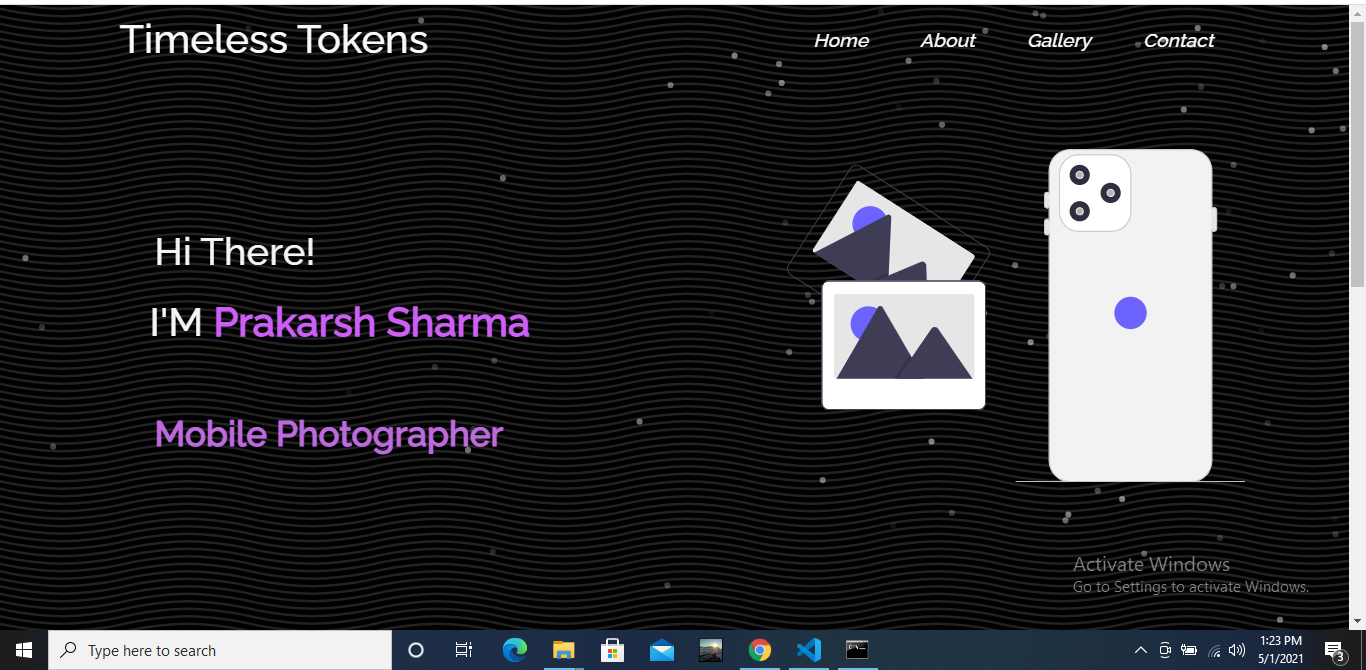 Timeless Tokens
Home About Gallery Contact
Hi There!
I'M Prakarsh Sharma
Mobile Photographer
Activate Windows
Go to Settings to activate Windows.
Type here to search
1:23 PM
5/1/2021
3